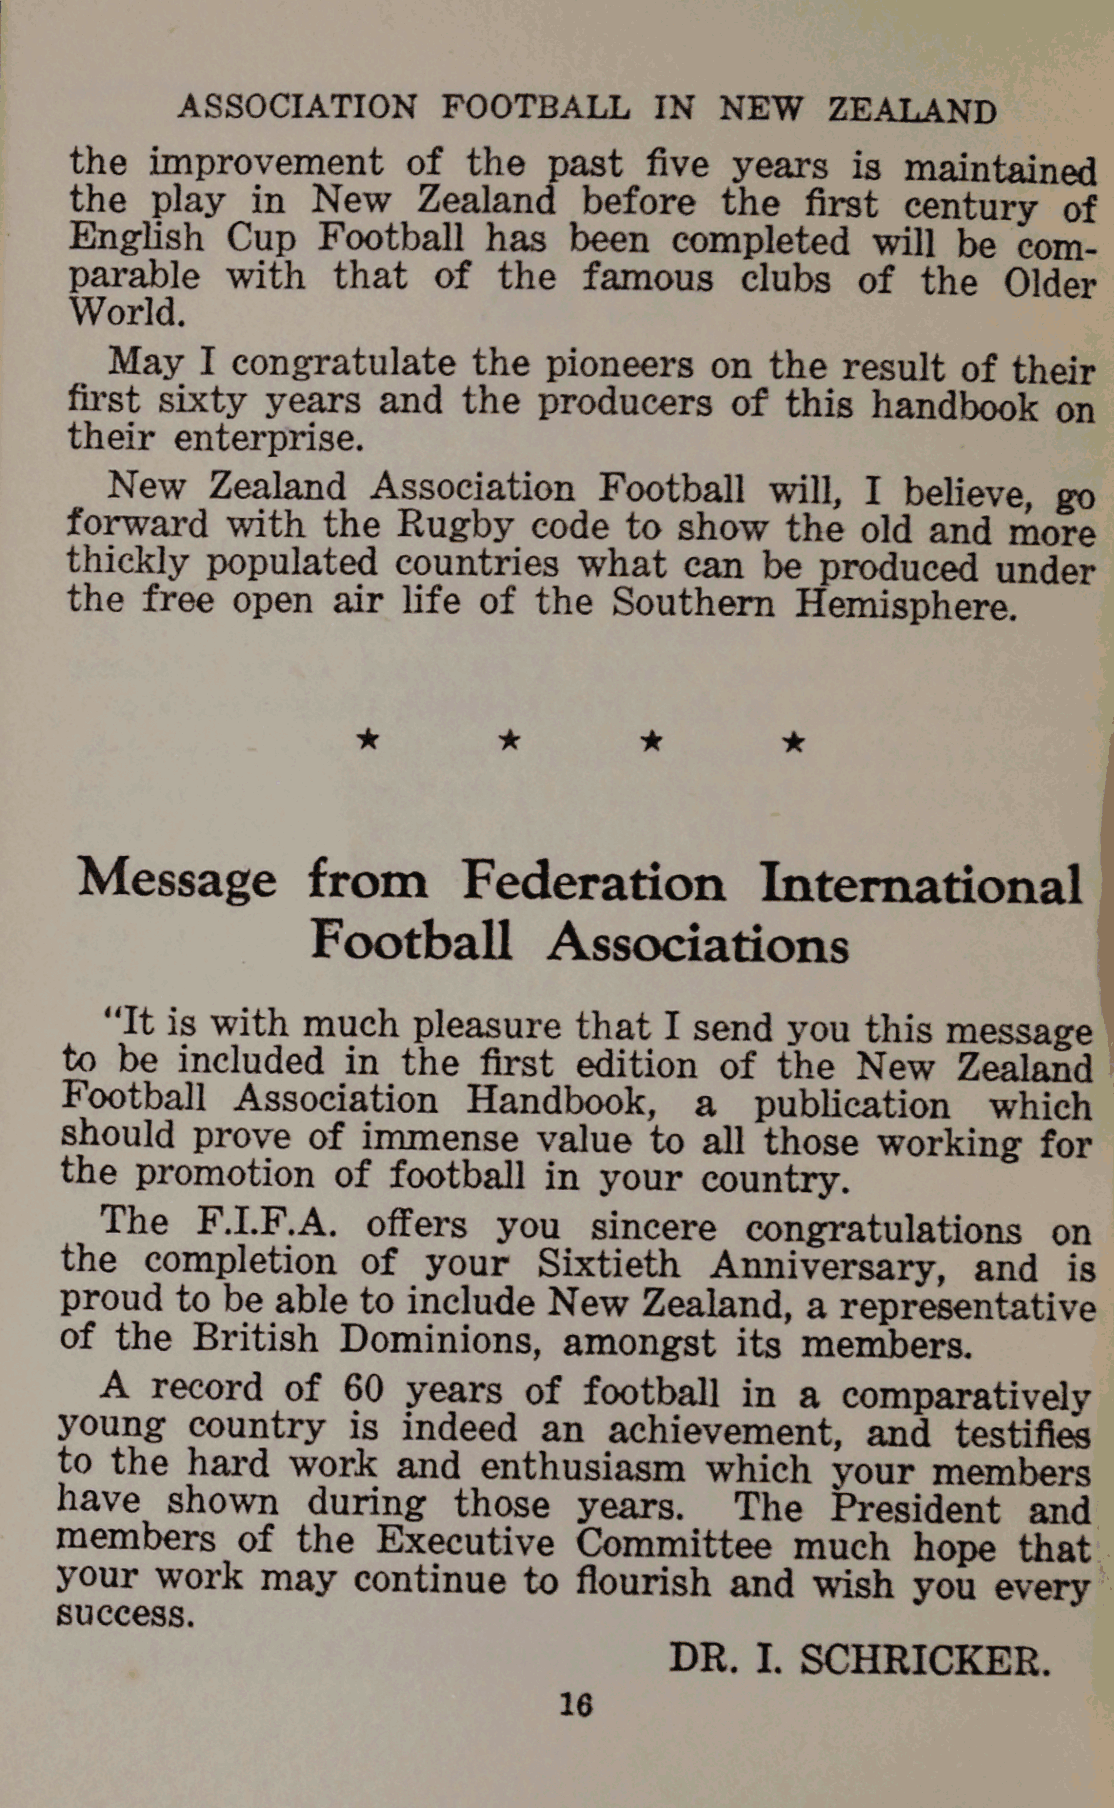 ASSOCIATION FOOTBALL IN NEW ZEALAND
the improvement of the past five years is maintained
the play in New Zealand before the first century of
English Cup Football has been completed will be com-
parable with that of the famous clubs of the Older
World.
May I congratulate the pioneers on the result of their
first sixty years and the producers of this handbook on
their enterprise.
New Zealand Association Football will, I believe, go
forward with the Rugby code to show the old and more
thickly populated countries what can be produced under
the free open air life of the Southern Hemisphere.
★ ★ ★ ★
Message from Federation International
Football Associations
"It is with much pleasure that I send you this message
to be included in the first edition of the New Zealand
Football Association Handbook, a publication which
should prove of immense value to all those working for
the promotion of football in your country.
The F.I.F.A. offers you sincere congratulations on
the completion of your Sixtieth Anniversary, and is
proud to be able to include New Zealand, a representative
of the British Dominions, amongst its members.
A record of 60 years of football in a comparatively
young country is indeed an achievement, and testifies
to the hard work and enthusiasm which your members
have shown during those years. The President and
members of the Executive Committee much hope that
your work may continue to flourish and wish you every
success.
DR. I. SCHRICKER.
16